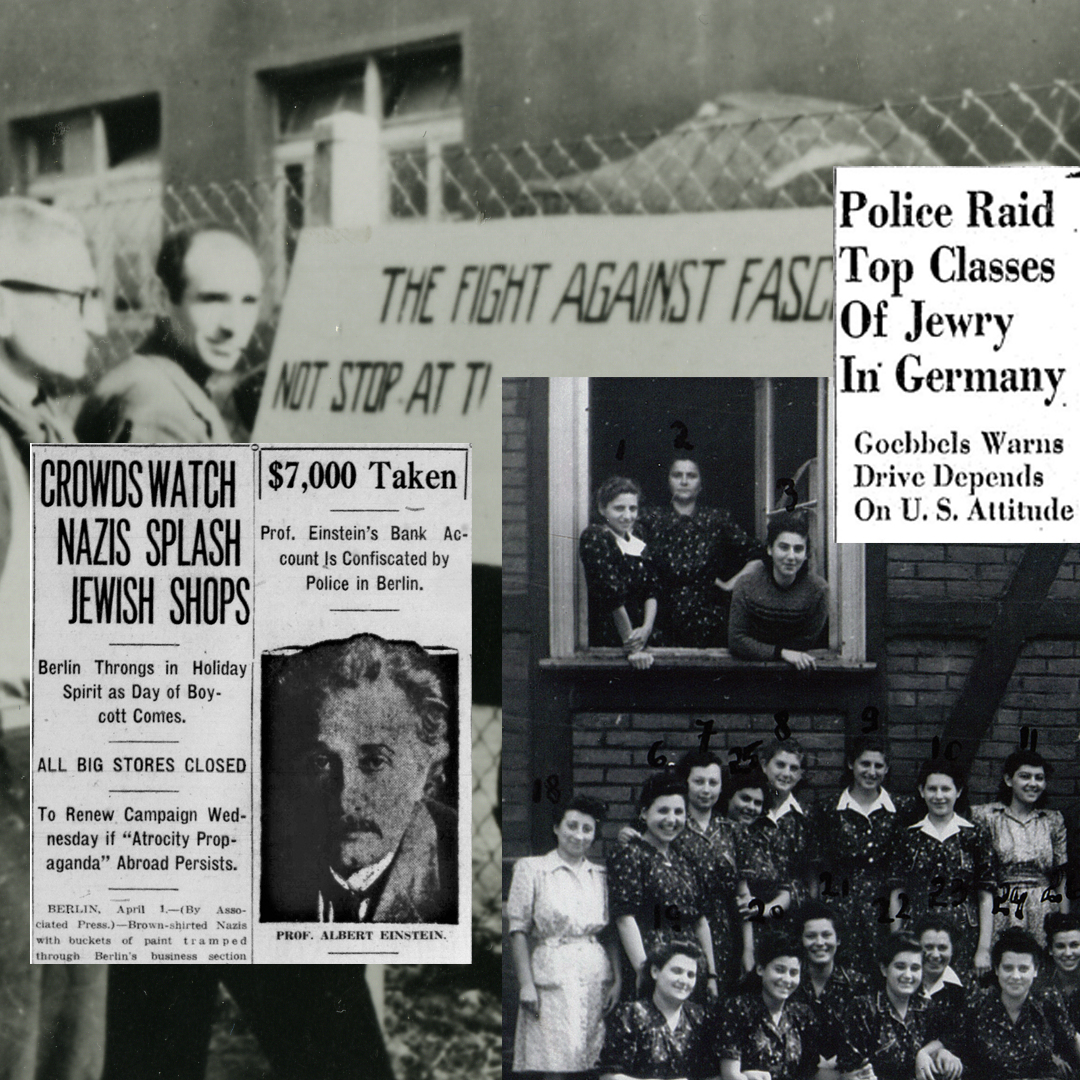 THE FIGHT AGAINST FASC
NOT STOP AT T
Police Raid
Top Classes
Of Jewry
In Germany
Goebbels Warns
Drive Depends
On U. S. Attitude
CROWDS WATCH
NAZIS SPLASH
JEWISH SHOPS
Berlin Throngs in Holiday
Spirit as Day of Boy-
cott Comes.
ALL BIG STORES CLOSED
To Renew Campaign Wed-
nesday if "Atrocity Prop-
aganda" Abroad Persists.
BERLIN, April 1.—(By Asso-
ciated Press.)—Brown-shirted Nazis
with buckets of paint tramped
through Berlin's business section
$7,000 Taken
Prof. Einstein's Bank Ac-
count Is Confiscated by
Police in Berlin.
PROF. ALBERT EINSTEIN.
1 2 3
18 6 7 25 8 9 10 11
19 20 21 22 23 24